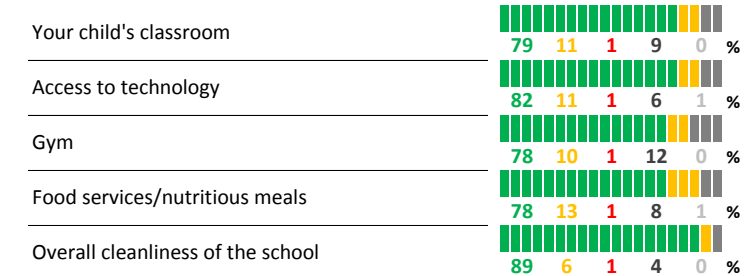 Your child's classroom
79 11 1 9 0 %
Access to technology
82 11 1 6 1 %
Gym
78 10 1 12 0 %
Food services/nutritious meals
78 13 1 8 1 %
Overall cleanliness of the school
89 6 1 4 0 %